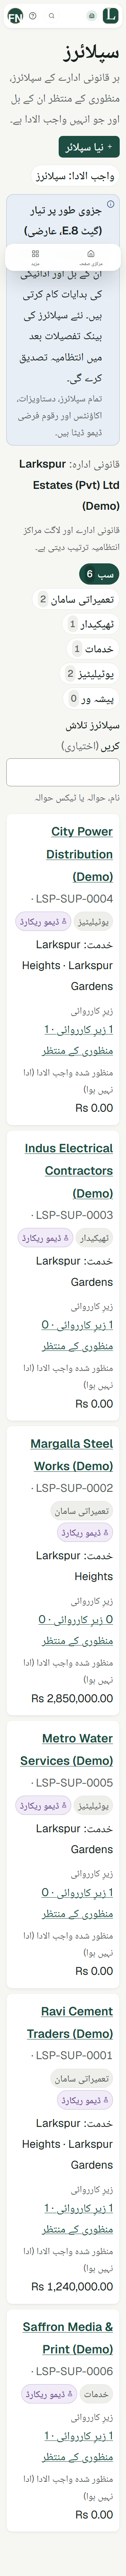 EN
L
سپلائرز
ہر قانونی ادارے کے سپلائرز،
منظوری کے منتظر ان کے بل
اور جو انہیں واجب الادا ہے۔
+ نیا سپلائر
واجب الادا: سپلائرز
جزوی طور پر تیار
(گیٹ E.8، عارضی)
مرکزی صفحہ
مزید
ان کے بل اور ادائیگی
کی ہدایات کام کرتی
ہیں۔ نئے سپلائرز کی
بینک تفصیلات بعد
میں انتظامیہ تصدیق
کرے گی۔
تمام سپلائرز، دستاویزات،
اکاؤنٹس اور رقوم فرضی
ڈیمو ڈیٹا ہیں۔
قانونی ادارہ: Larkspur
Estates (Pvt) Ltd
(Demo)
قانونی ادارے اور لاگت مراکز
انتظامیہ ترتیب دیتی ہے۔
سب 6
تعمیراتی سامان 2
ٹھیکیدار 1
خدمات 1
یوٹیلیٹیز 2
پیشہ ور 0
سپلائرز تلاش
کریں (اختیاری)
نام، حوالہ یا ٹیکس حوالہ
City Power
Distribution
(Demo)
LSP-SUP-0004 ·
یوٹیلیٹیز
ڈیمو ریکارڈ
خدمت: Larkspur
Heights · Larkspur
Gardens
زیرِ کارروائی
1 زیرِ کارروائی · 1
منظوری کے منتظر
منظور شدہ واجب الادا (ادا
نہیں ہوا)
Rs 0.00
Indus Electrical
Contractors
(Demo)
LSP-SUP-0003 ·
ٹھیکیدار
ڈیمو ریکارڈ
خدمت: Larkspur
Gardens
زیرِ کارروائی
1 زیرِ کارروائی · 0
منظوری کے منتظر
منظور شدہ واجب الادا (ادا
نہیں ہوا)
Rs 0.00
Margalla Steel
Works (Demo)
LSP-SUP-0002 ·
تعمیراتی سامان
ڈیمو ریکارڈ
خدمت: Larkspur
Heights
زیرِ کارروائی
0 زیرِ کارروائی · 0
منظوری کے منتظر
منظور شدہ واجب الادا (ادا
نہیں ہوا)
Rs 2,850,000.00
Metro Water
Services (Demo)
LSP-SUP-0005 ·
یوٹیلیٹیز
ڈیمو ریکارڈ
خدمت: Larkspur
Gardens
زیرِ کارروائی
1 زیرِ کارروائی · 0
منظوری کے منتظر
منظور شدہ واجب الادا (ادا
نہیں ہوا)
Rs 0.00
Ravi Cement
Traders (Demo)
LSP-SUP-0001 ·
تعمیراتی سامان
ڈیمو ریکارڈ
خدمت: Larkspur
Heights · Larkspur
Gardens
زیرِ کارروائی
1 زیرِ کارروائی · 1
منظوری کے منتظر
منظور شدہ واجب الادا (ادا
نہیں ہوا)
Rs 1,240,000.00
Saffron Media &
Print (Demo)
LSP-SUP-0006 ·
خدمات
ڈیمو ریکارڈ
زیرِ کارروائی
1 زیرِ کارروائی · 1
منظوری کے منتظر
منظور شدہ واجب الادا (ادا
نہیں ہوا)
Rs 0.00